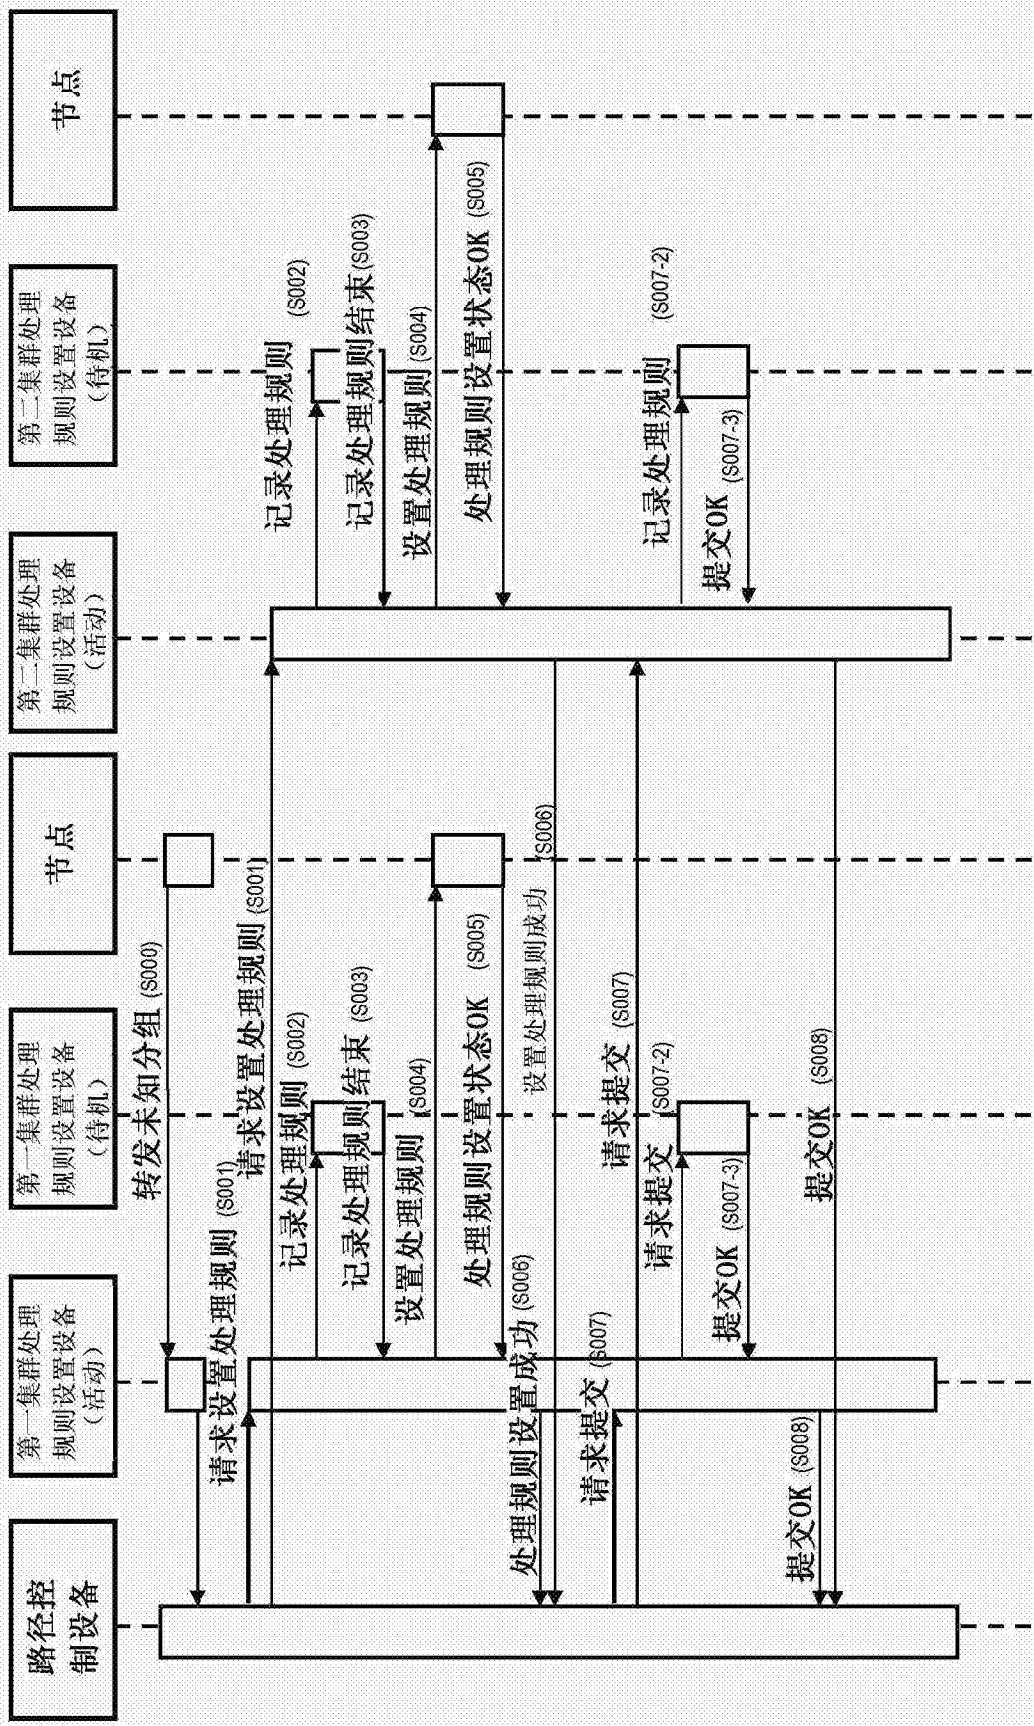 路径控
制设备
第一集群处理
规则设置设备
（活动）
第一集群处理
规则设置设备
（待机）
节点
第二集群处理
规则设置设备
（活动）
第二集群处理
规则设置设备
（待机）
节点
转发未知分组 (S000)
请求设置处理规则 (S001)
请求设置处理规则 (S001)
记录处理规则 (S002)
记录处理规则 (S002)
记录处理规则结束 (S003)
记录处理规则结束 (S003)
设置处理规则 (S004)
设置处理规则 (S004)
处理规则设置状态OK (S005)
处理规则设置状态OK (S005)
处理规则设置成功 (S006)
设置处理规则成功 (S006)
请求提交 (S007)
请求提交 (S007)
请求提交 (S007-2)
记录处理规则 (S007-2)
提交OK (S007-3)
提交OK (S007-3)
提交OK (S008)
提交OK (S008)